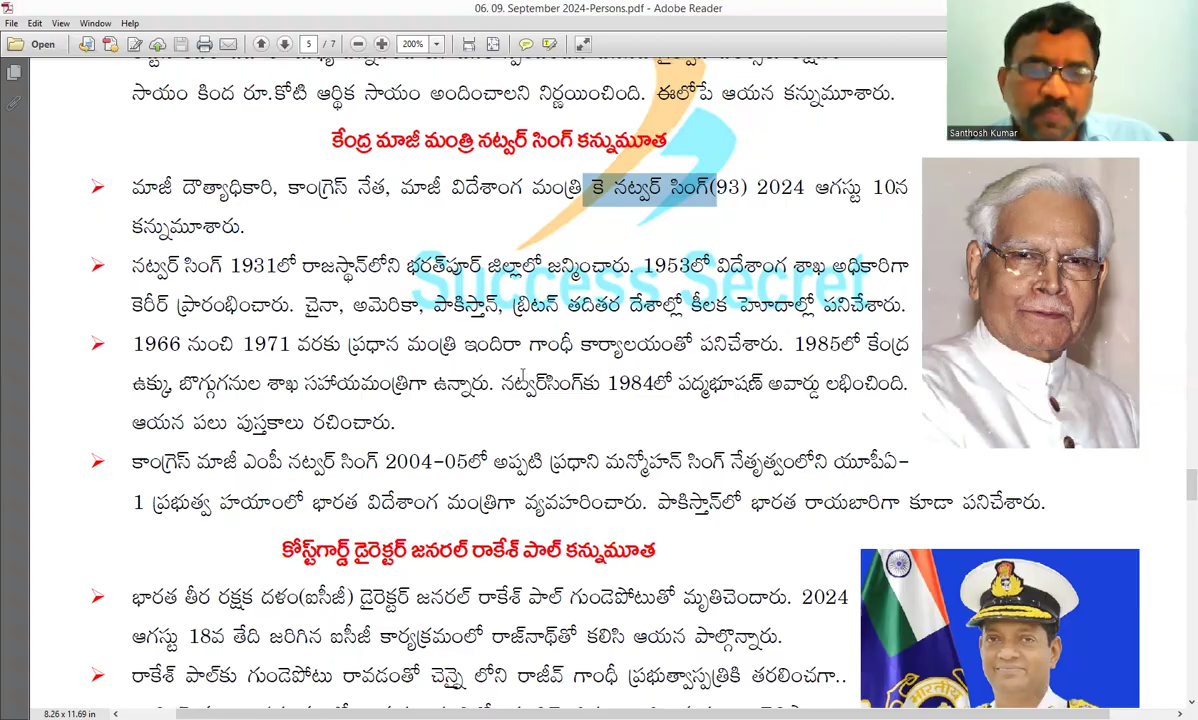 06. 09. September 2024-Persons.pdf - Adobe Reader
File Edit View Window Help
Open 5 / 7 200%
సాయం కింద రూ.కోటి ఆర్థిక సాయం అందించాలని నిర్ణయించింది. ఈలోపే ఆయన కన్నుమూశారు.
Santhosh Kumar
కేంద్ర మాజీ మంత్రి నట్వర్ సింగ్ కన్నుమూత
మాజీ దౌత్యాధికారి, కాంగ్రెస్ నేత, మాజీ విదేశాంగ మంత్రి కె నట్వర్ సింగ్(93) 2024 ఆగస్టు 10న
కన్నుమూశారు.
నట్వర్ సింగ్ 1931లో రాజస్థాన్‌లోని భరత్‌పూర్ జిల్లాలో జన్మించారు. 1953లో విదేశాంగ శాఖ అధికారిగా
కెరీర్ ప్రారంభించారు. చైనా, అమెరికా, పాకిస్తాన్, బ్రిటన్ తదితర దేశాల్లో కీలక హెూదాల్లో పనిచేశారు.
Success Secret
1966 నుంచి 1971 వరకు ప్రధాన మంత్రి ఇందిరా గాంధీ కార్యాలయంతో పనిచేశారు. 1985లో కేంద్ర
ఉక్కు బొగ్గుగనుల శాఖ సహాయమంత్రిగా ఉన్నారు. నట్వర్‌సింగ్‌కు 1984లో పద్మభూషణ్ అవార్డు లభించింది.
ఆయన పలు పుస్తకాలు రచించారు.
కాంగ్రెస్ మాజీ ఎంపీ నట్వర్ సింగ్ 2004-05లో అప్పటి ప్రధాని మన్మోహన్ సింగ్ నేతృత్వంలోని యూపీఏ-
1 ప్రభుత్వ హయాంలో భారత విదేశాంగ మంత్రిగా వ్యవహరించారు. పాకిస్తాన్‌లో భారత రాయబారిగా కూడా పనిచేశారు.
కోస్ట్‌గార్డ్ డైరెక్టర్ జనరల్ రాకేశ్ పాల్ కన్నుమూత
భారత తీర రక్షక దళం(ఐసీజీ) డైరెక్టర్ జనరల్ రాకేశ్ పాల్ గుండెపోటుతో మృతిచెందారు. 2024
ఆగస్టు 18వ తేది జరిగిన ఐసీజీ కార్యక్రమంలో రాజ్‌నాథ్‌తో కలిసి ఆయన పాల్గొన్నారు.
రాకేశ్ పాల్‌కు గుండెపోటు రావడంతో చెన్నై లోని రాజీవ్ గాంధీ ప్రభుత్వాస్పత్రికి తరలించగా..
8.26 x 11.69 in